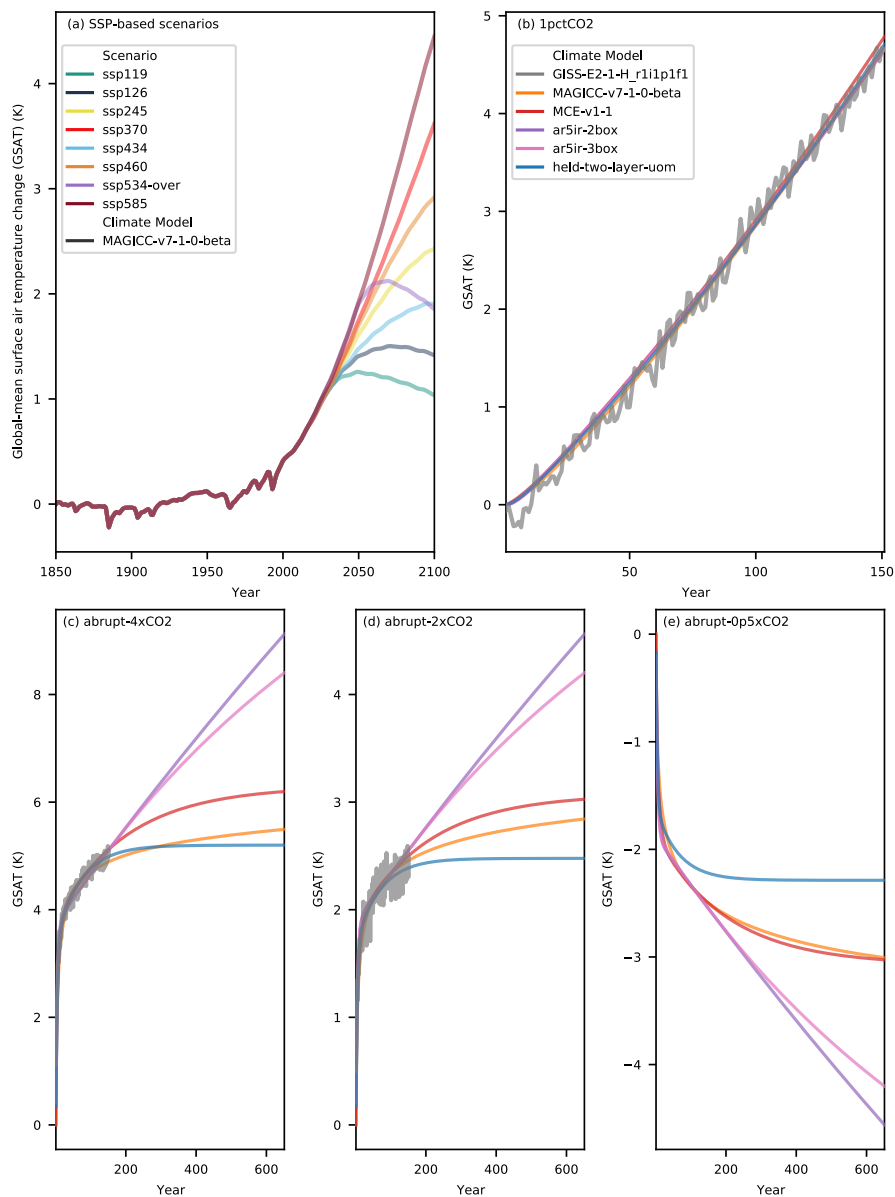 (a) SSP-based scenarios
Scenario
ssp119
ssp126
ssp245
ssp370
ssp434
ssp460
ssp534-over
ssp585
Climate Model
MAGICC-v7-1-0-beta
Global-mean surface air temperature change (GSAT) (K)
4
3
2
1
0
1850
1900
1950
2000
2050
2100
Year
(b) 1pctCO2
Climate Model
GISS-E2-1-H_r1i1p1f1
MAGICC-v7-1-0-beta
MCE-v1-1
ar5ir-2box
ar5ir-3box
held-two-layer-uom
GSAT (K)
5
4
3
2
1
0
50
100
150
Year
(c) abrupt-4xCO2
GSAT (K)
8
6
4
2
0
200
400
600
Year
(d) abrupt-2xCO2
GSAT (K)
4
3
2
1
0
200
400
600
Year
(e) abrupt-0p5xCO2
GSAT (K)
0
−1
−2
−3
−4
200
400
600
Year